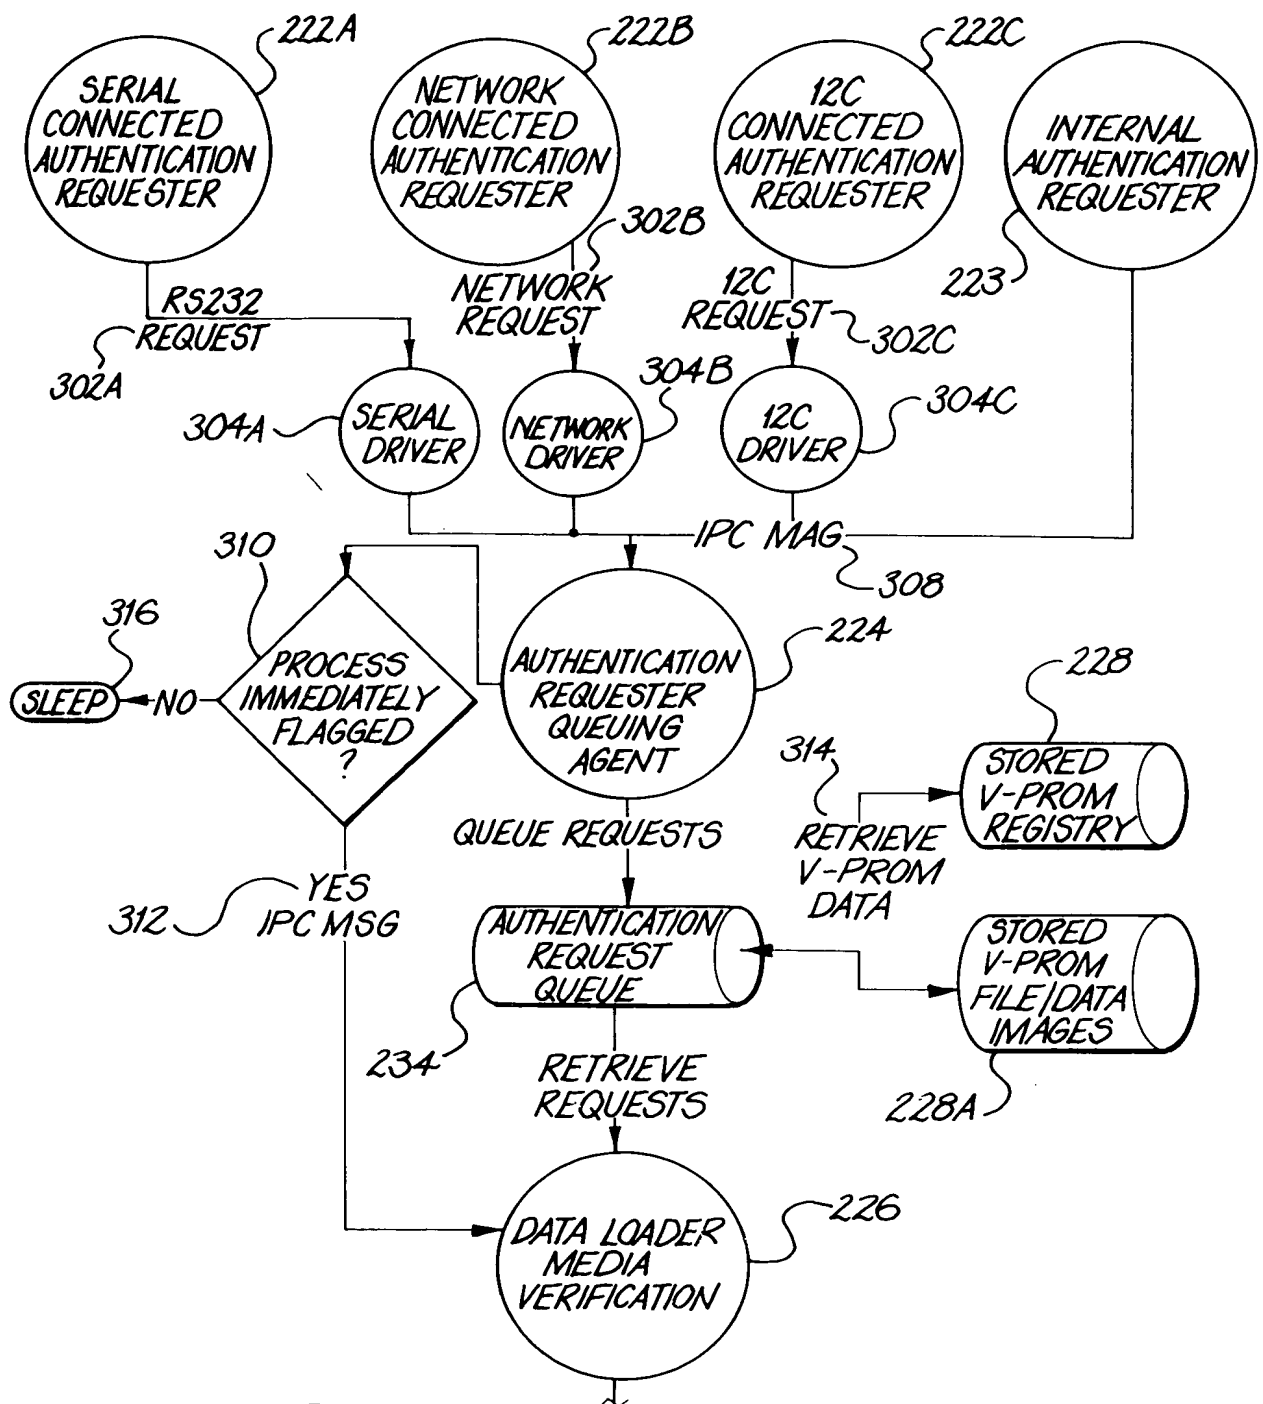 222A
222B
222C
SERIAL
CONNECTED
AUTHENTICATION
REQUESTER
NETWORK
CONNECTED
AUTHENTICATION
REQUESTER
12C
CONNECTED
AUTHENTICATION
REQUESTER
INTERNAL
AUTHENTICATION
REQUESTER
223
RS232
REQUEST
302A
302B
NETWORK
REQUEST
12C
REQUEST
302C
304A
SERIAL
DRIVER
304B
NETWORK
DRIVER
12C
DRIVER
304C
IPC MAG
308
310
316
SLEEP
NO
PROCESS
IMMEDIATELY
FLAGGED
?
AUTHENTICATION
REQUESTER
QUEUING
AGENT
224
228
314
STORED
V-PROM
REGISTRY
RETRIEVE
V-PROM
DATA
QUEUE REQUESTS
YES
IPC MSG
312
AUTHENTICATION
REQUEST
QUEUE
234
STORED
V-PROM
FILE/DATA
IMAGES
228A
RETRIEVE
REQUESTS
DATA LOADER
MEDIA
VERIFICATION
226